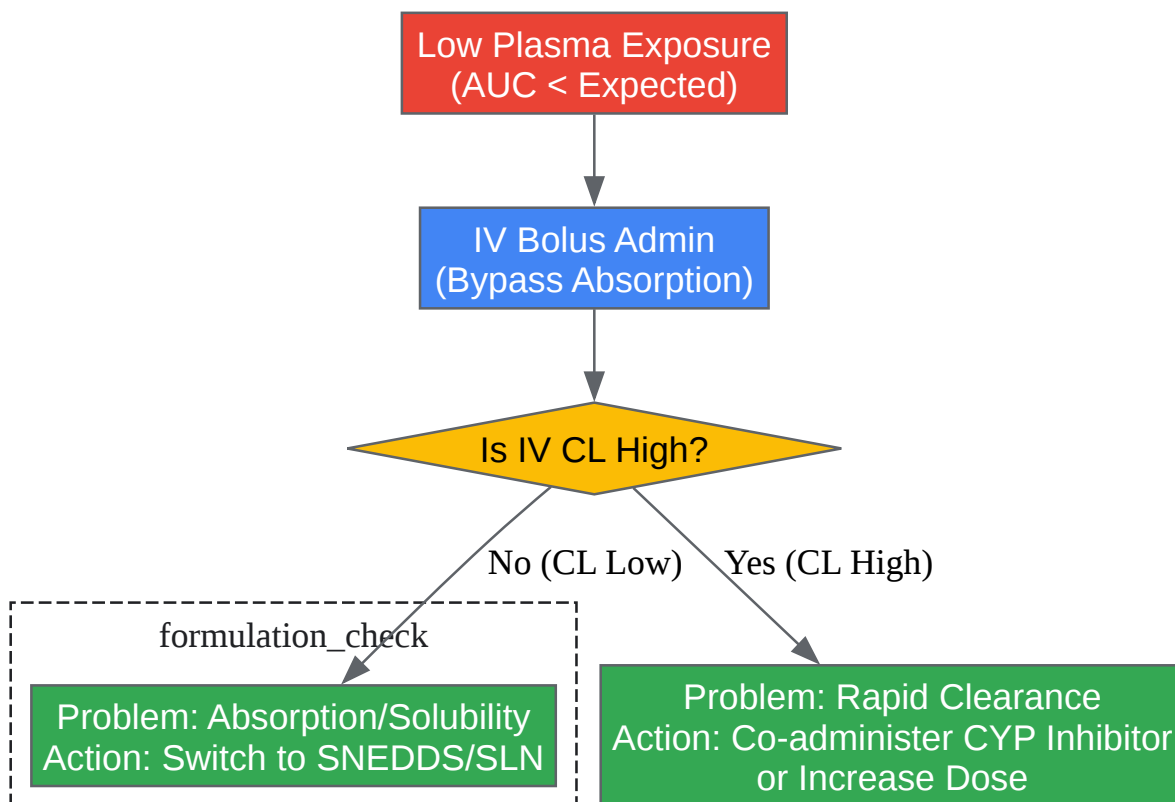 Low Plasma Exposure
(AUC < Expected)
IV Bolus Admin
(Bypass Absorption)
Is IV CL High?
No (CL Low)
Yes (CL High)
formulation_check
Problem: Absorption/Solubility
Action: Switch to SNEDDS/SLN
Problem: Rapid Clearance
Action: Co-administer CYP Inhibitor
or Increase Dose